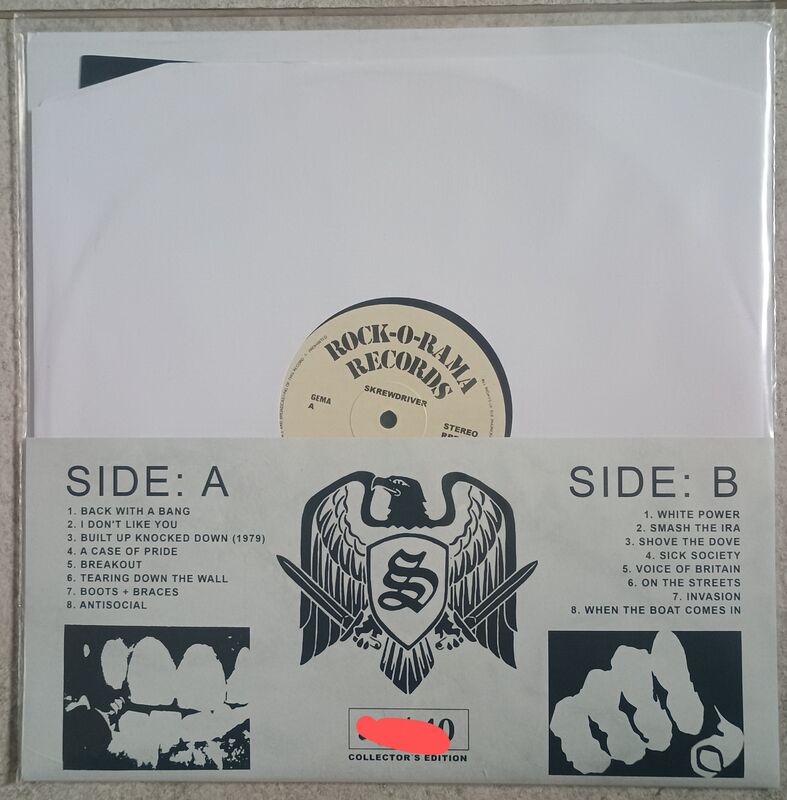 ROCK-O-RAMA
RECORDS
SKREWDRIVER
GEMA
A
STEREO
SIDE: A
1. BACK WITH A BANG
2. I DON'T LIKE YOU
3. BUILT UP KNOCKED DOWN (1979)
4. A CASE OF PRIDE
5. BREAKOUT
6. TEARING DOWN THE WALL
7. BOOTS + BRACES
8. ANTISOCIAL
S
SIDE: B
1. WHITE POWER
2. SMASH THE IRA
3. SHOVE THE DOVE
4. SICK SOCIETY
5. VOICE OF BRITAIN
6. ON THE STREETS
7. INVASION
8. WHEN THE BOAT COMES IN
COLLECTOR S EDITION